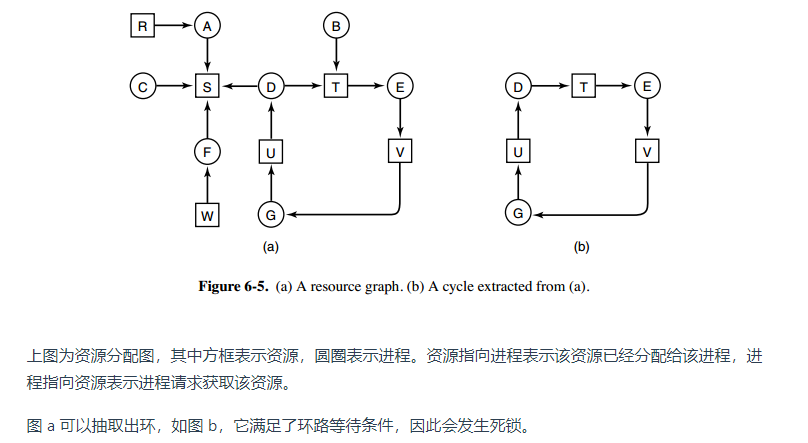 R A B
C S D T E D T E
F U V U V
W G G
(a) (b)
Figure 6-5. (a) A resource graph. (b) A cycle extracted from (a).
上图为资源分配图，其中方框表示资源，圆圈表示进程。资源指向进程表示该资源已经分配给该进程，进
程指向资源表示进程请求获取该资源。
图 a 可以抽取出环，如图 b，它满足了环路等待条件，因此会发生死锁。